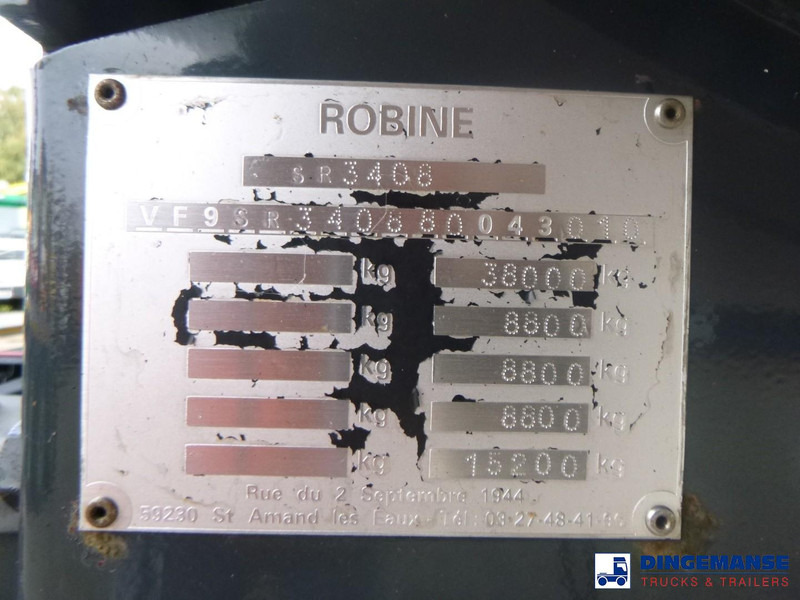 ROBINE
SR3408
VF9SR340880043010
kg 38000 kg
kg 8800 kg
kg 8800 kg
kg 8800 kg
kg 15200 kg
Rue du 2 Septembre 1944
59230 St Amand les Eaux - Tél: 03·27·48·41·
DINGEMANSE
TRUCKS & TRAILERS